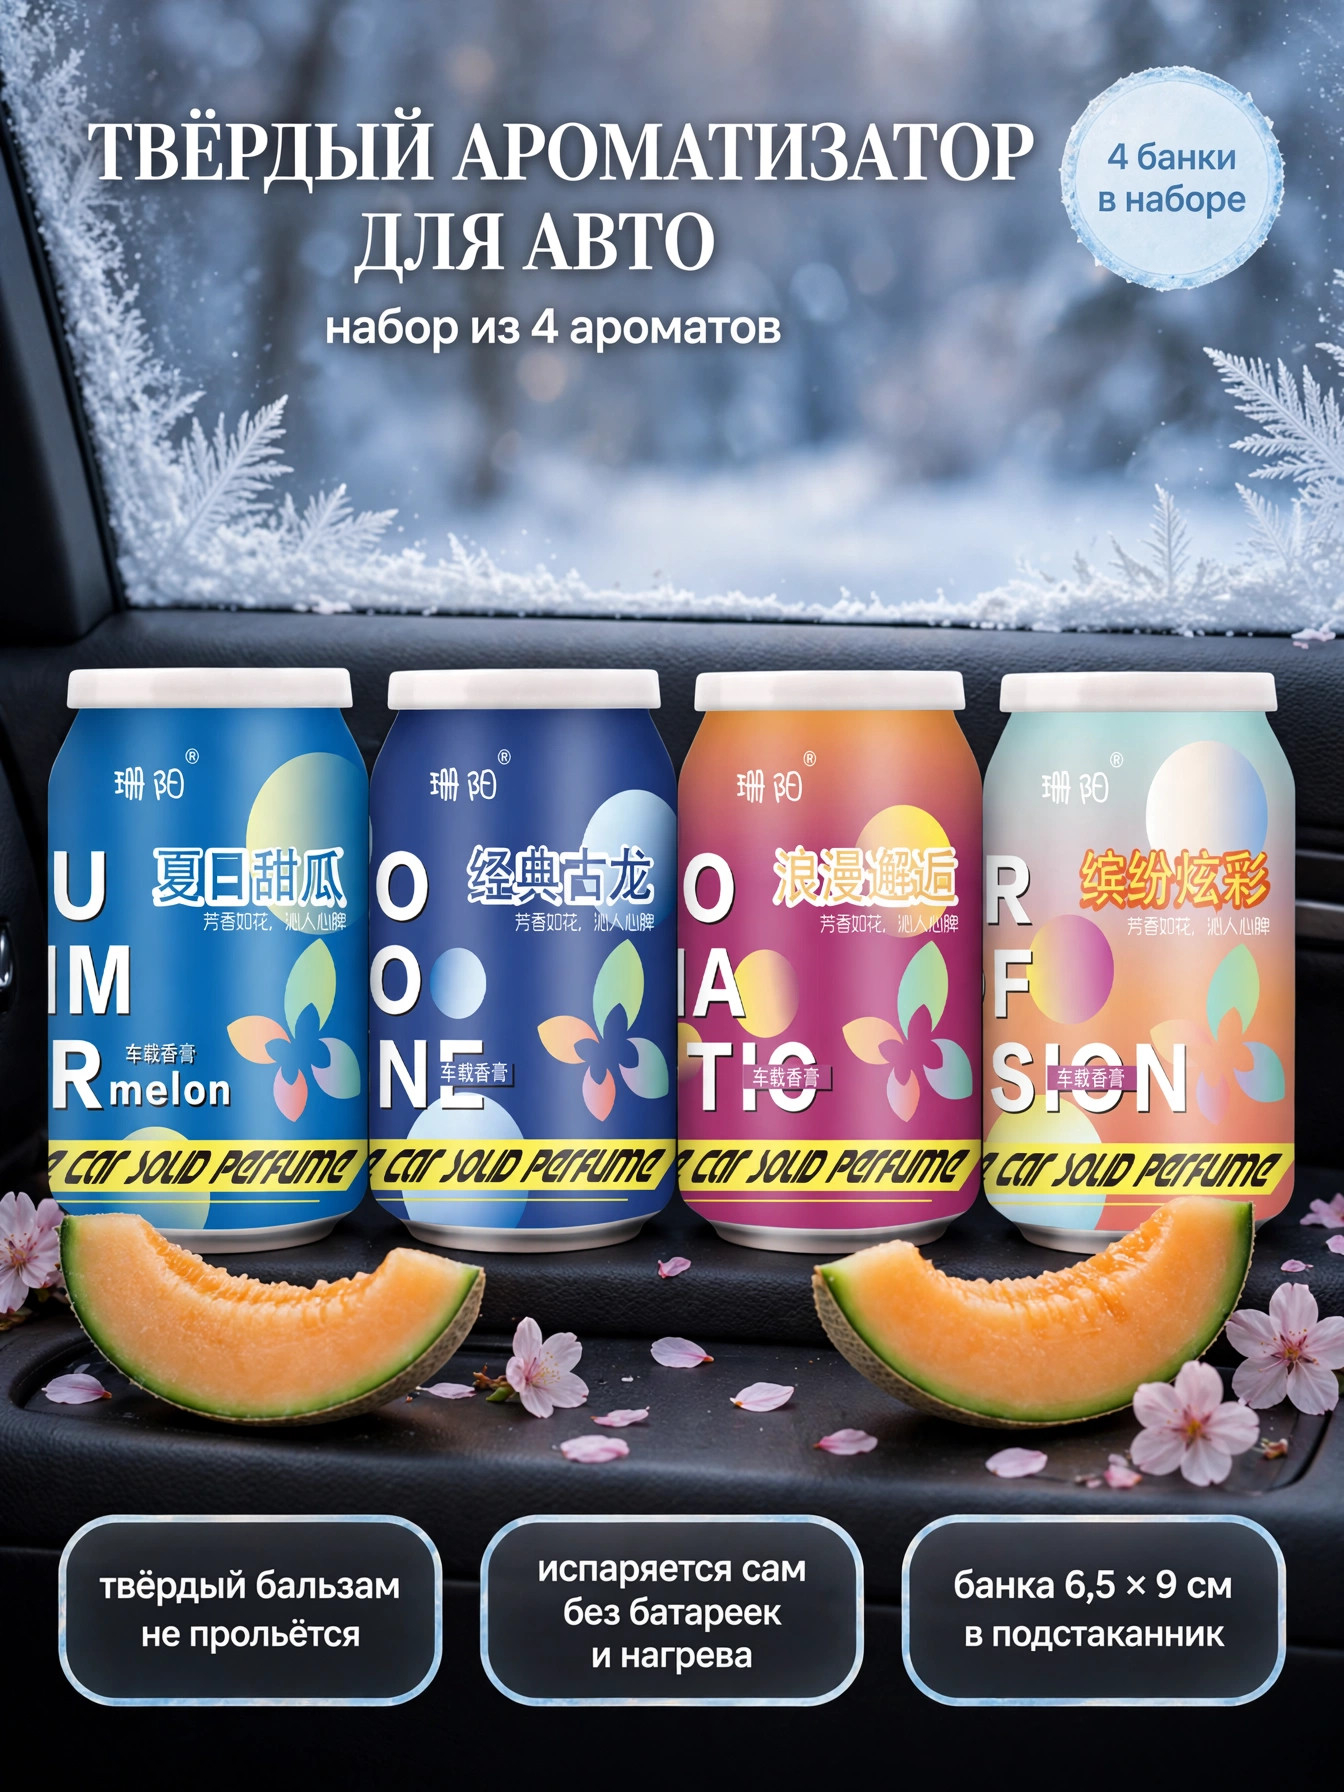 ТВЁРДЫЙ АРОМАТИЗАТОР
ДЛЯ АВТО
набор из 4 ароматов
4 банки
в наборе
珊阳®
夏日甜瓜
芳香如花，沁人心脾
U
IM
R melon
车载香膏
CAR SOLID PERFUME
珊阳®
经典古龙
芳香如花，沁人心脾
O
O
NE
车载香膏
CAR SOLID PERFUME
珊阳®
浪漫邂逅
芳香如花，沁人心脾
O
MA
TIC
车载香膏
CAR SOLID PERFUME
珊阳®
缤纷炫彩
芳香如花，沁人心脾
R
F
SION
车载香膏
CAR SOLID PERFUME
твёрдый бальзам
не прольётся
испаряется сам
без батареек
и нагрева
банка 6,5 × 9 см
в подстаканник